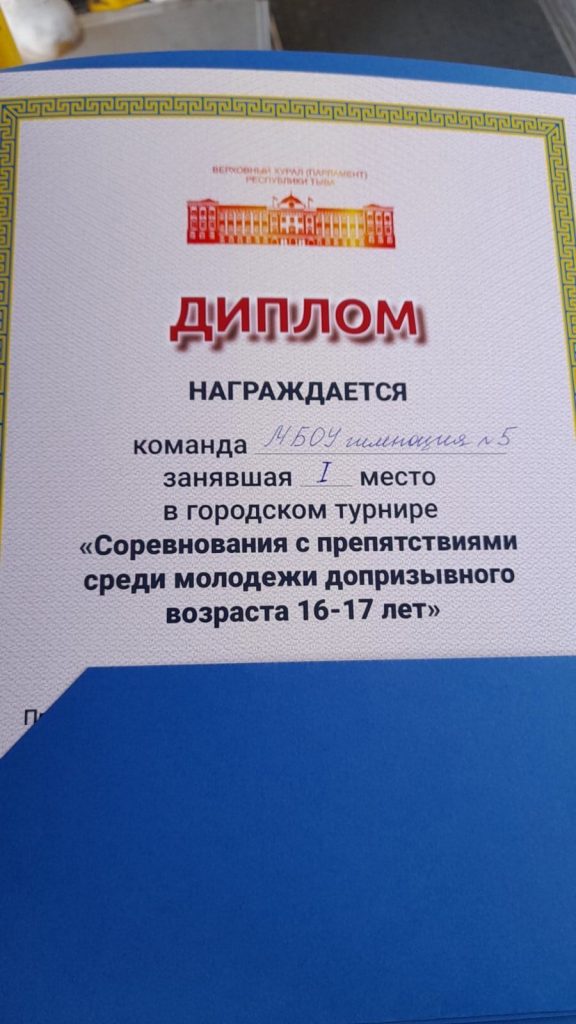 ВЕРХОВНЫЙ ХУРАЛ (ПАРЛАМЕНТ)
РЕСПУБЛИКИ ТЫВА
ДИПЛОМ
НАГРАЖДАЕТСЯ
команда МБОУ гимназия №5
занявшая I место
в городском турнире
«Соревнования с препятствиями
среди молодежи допризывного
возраста 16-17 лет»